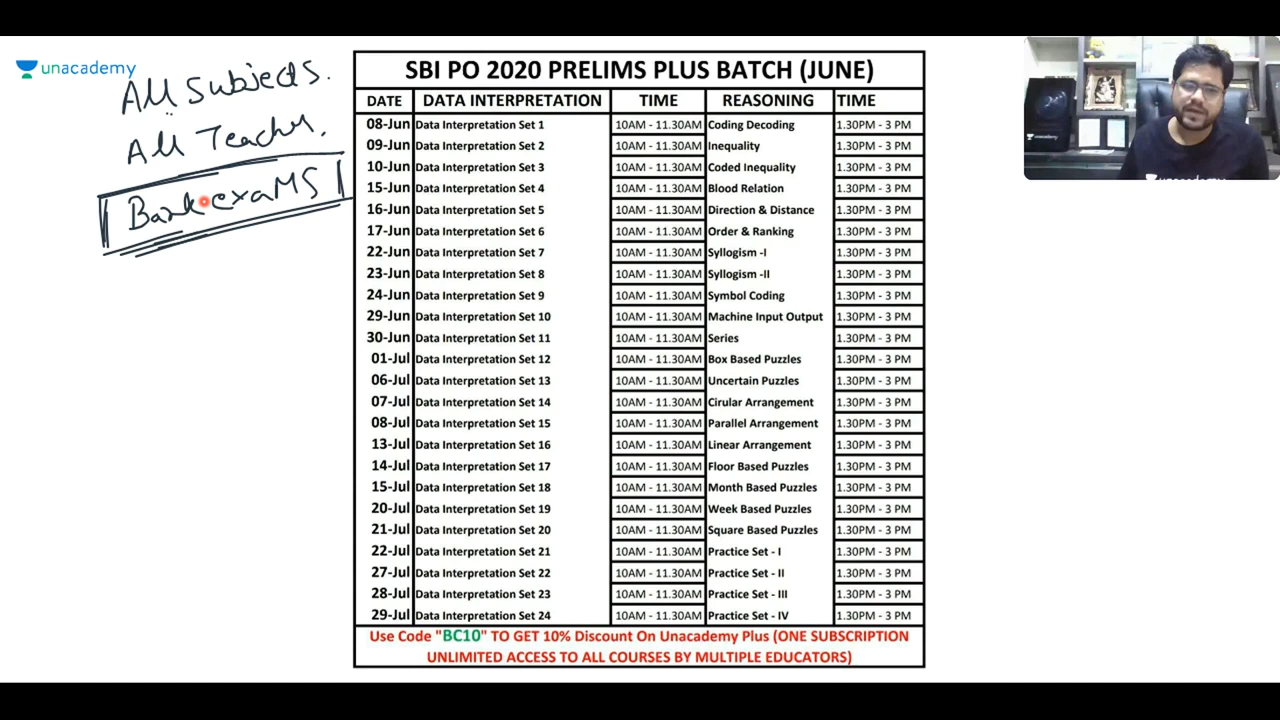 unacademy
All Subjects.
All Teacher.
Bank exaMS
SBI PO 2020 PRELIMS PLUS BATCH (JUNE)
DATE DATA INTERPRETATION TIME REASONING TIME
08-Jun Data Interpretation Set 1 10AM - 11.30AM Coding Decoding 1.30PM - 3 PM
09-Jun Data Interpretation Set 2 10AM - 11.30AM Inequality 1.30PM - 3 PM
10-Jun Data Interpretation Set 3 10AM - 11.30AM Coded Inequality 1.30PM - 3 PM
15-Jun Data Interpretation Set 4 10AM - 11.30AM Blood Relation 1.30PM - 3 PM
16-Jun Data Interpretation Set 5 10AM - 11.30AM Direction & Distance 1.30PM - 3 PM
17-Jun Data Interpretation Set 6 10AM - 11.30AM Order & Ranking 1.30PM - 3 PM
22-Jun Data Interpretation Set 7 10AM - 11.30AM Syllogism -I 1.30PM - 3 PM
23-Jun Data Interpretation Set 8 10AM - 11.30AM Syllogism -II 1.30PM - 3 PM
24-Jun Data Interpretation Set 9 10AM - 11.30AM Symbol Coding 1.30PM - 3 PM
29-Jun Data Interpretation Set 10 10AM - 11.30AM Machine Input Output 1.30PM - 3 PM
30-Jun Data Interpretation Set 11 10AM - 11.30AM Series 1.30PM - 3 PM
01-Jul Data Interpretation Set 12 10AM - 11.30AM Box Based Puzzles 1.30PM - 3 PM
06-Jul Data Interpretation Set 13 10AM - 11.30AM Uncertain Puzzles 1.30PM - 3 PM
07-Jul Data Interpretation Set 14 10AM - 11.30AM Cirular Arrangement 1.30PM - 3 PM
08-Jul Data Interpretation Set 15 10AM - 11.30AM Parallel Arrangement 1.30PM - 3 PM
13-Jul Data Interpretation Set 16 10AM - 11.30AM Linear Arrangement 1.30PM - 3 PM
14-Jul Data Interpretation Set 17 10AM - 11.30AM Floor Based Puzzles 1.30PM - 3 PM
15-Jul Data Interpretation Set 18 10AM - 11.30AM Month Based Puzzles 1.30PM - 3 PM
20-Jul Data Interpretation Set 19 10AM - 11.30AM Week Based Puzzles 1.30PM - 3 PM
21-Jul Data Interpretation Set 20 10AM - 11.30AM Square Based Puzzles 1.30PM - 3 PM
22-Jul Data Interpretation Set 21 10AM - 11.30AM Practice Set - I 1.30PM - 3 PM
27-Jul Data Interpretation Set 22 10AM - 11.30AM Practice Set - II 1.30PM - 3 PM
28-Jul Data Interpretation Set 23 10AM - 11.30AM Practice Set - III 1.30PM - 3 PM
29-Jul Data Interpretation Set 24 10AM - 11.30AM Practice Set - IV 1.30PM - 3 PM
Use Code "BC10" TO GET 10% Discount On Unacademy Plus (ONE SUBSCRIPTION
UNLIMITED ACCESS TO ALL COURSES BY MULTIPLE EDUCATORS)
unacademy
unacademy